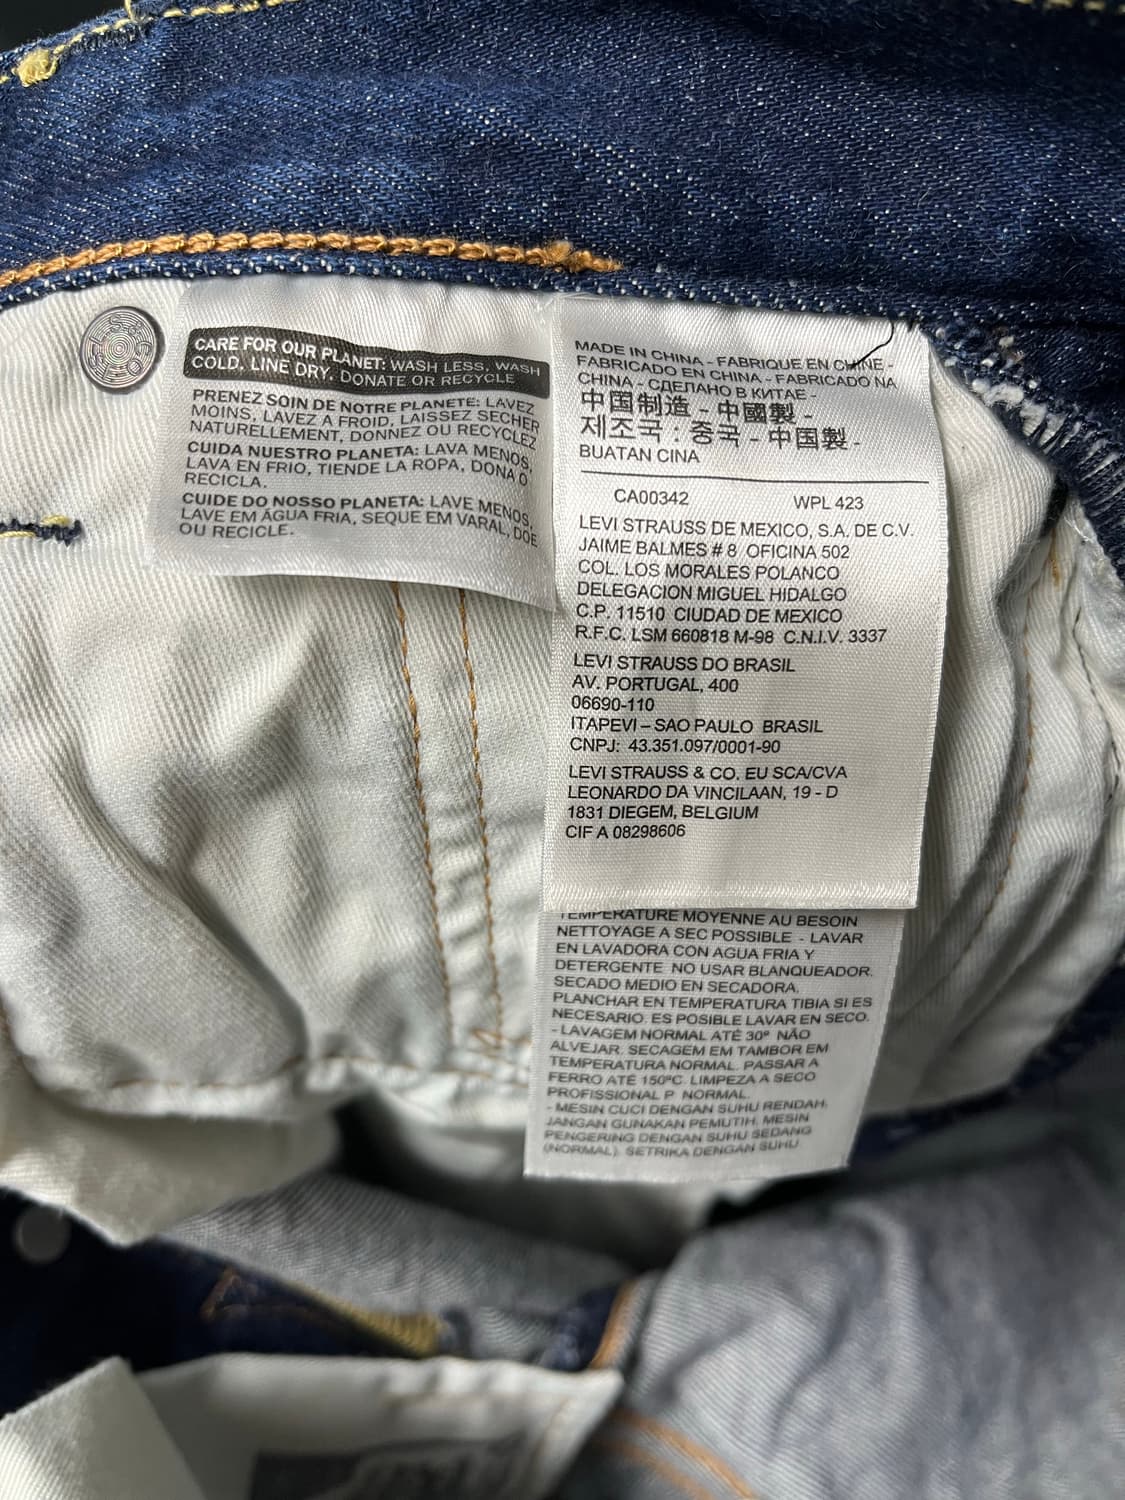 CARE FOR OUR PLANET: WASH LESS, WASH
COLD, LINE DRY, DONATE OR RECYCLE
PRENEZ SOIN DE NOTRE PLANETE: LAVEZ
MOINS, LAVEZ A FROID, LAISSEZ SECHER
NATURELLEMENT, DONNEZ OU RECYCLEZ
CUIDA NUESTRO PLANETA: LAVA MENOS,
LAVA EN FRIO, TIENDE LA ROPA, DONA O
RECICLA.
CUIDE DO NOSSO PLANETA: LAVE MENOS,
LAVE EM ÁGUA FRIA, SEQUE EM VARAL, DOE
OU RECICLE.
MADE IN CHINA - FABRIQUE EN CHINE -
FABRICADO EN CHINA - FABRICADO NA
CHINA - СДЕЛАНО В КИТАЕ -
中国制造 - 中國製 -
제조국 : 중국 - 中国製 -
BUATAN CINA
CA00342 WPL 423
LEVI STRAUSS DE MEXICO, S.A. DE C.V.
JAIME BALMES # 8 OFICINA 502
COL. LOS MORALES POLANCO
DELEGACION MIGUEL HIDALGO
C.P. 11510 CIUDAD DE MEXICO
R.F.C. LSM 660818 M-98 C.N.I.V. 3337
LEVI STRAUSS DO BRASIL
AV. PORTUGAL, 400
06690-110
ITAPEVI – SAO PAULO BRASIL
CNPJ: 43.351.097/0001-90
LEVI STRAUSS & CO. EU SCA/CVA
LEONARDO DA VINCILAAN, 19 - D
1831 DIEGEM, BELGIUM
CIF A 08298606
TEMPERATURE MOYENNE AU BESOIN
NETTOYAGE A SEC POSSIBLE - LAVAR
EN LAVADORA CON AGUA FRIA Y
DETERGENTE NO USAR BLANQUEADOR.
SECADO MEDIO EN SECADORA.
PLANCHAR EN TEMPERATURA TIBIA SI ES
NECESARIO. ES POSIBLE LAVAR EN SECO.
- LAVAGEM NORMAL ATÉ 30º NÃO
ALVEJAR. SECAGEM EM TAMBOR EM
TEMPERATURA NORMAL. PASSAR A
FERRO ATÉ 150ºC. LIMPEZA A SECO
PROFISSIONAL P NORMAL.
- MESIN CUCI DENGAN SUHU RENDAH.
JANGAN GUNAKAN PEMUTIH. MESIN
PENGERING DENGAN SUHU SEDANG
(NORMAL). SETRIKA DENGAN SUHU